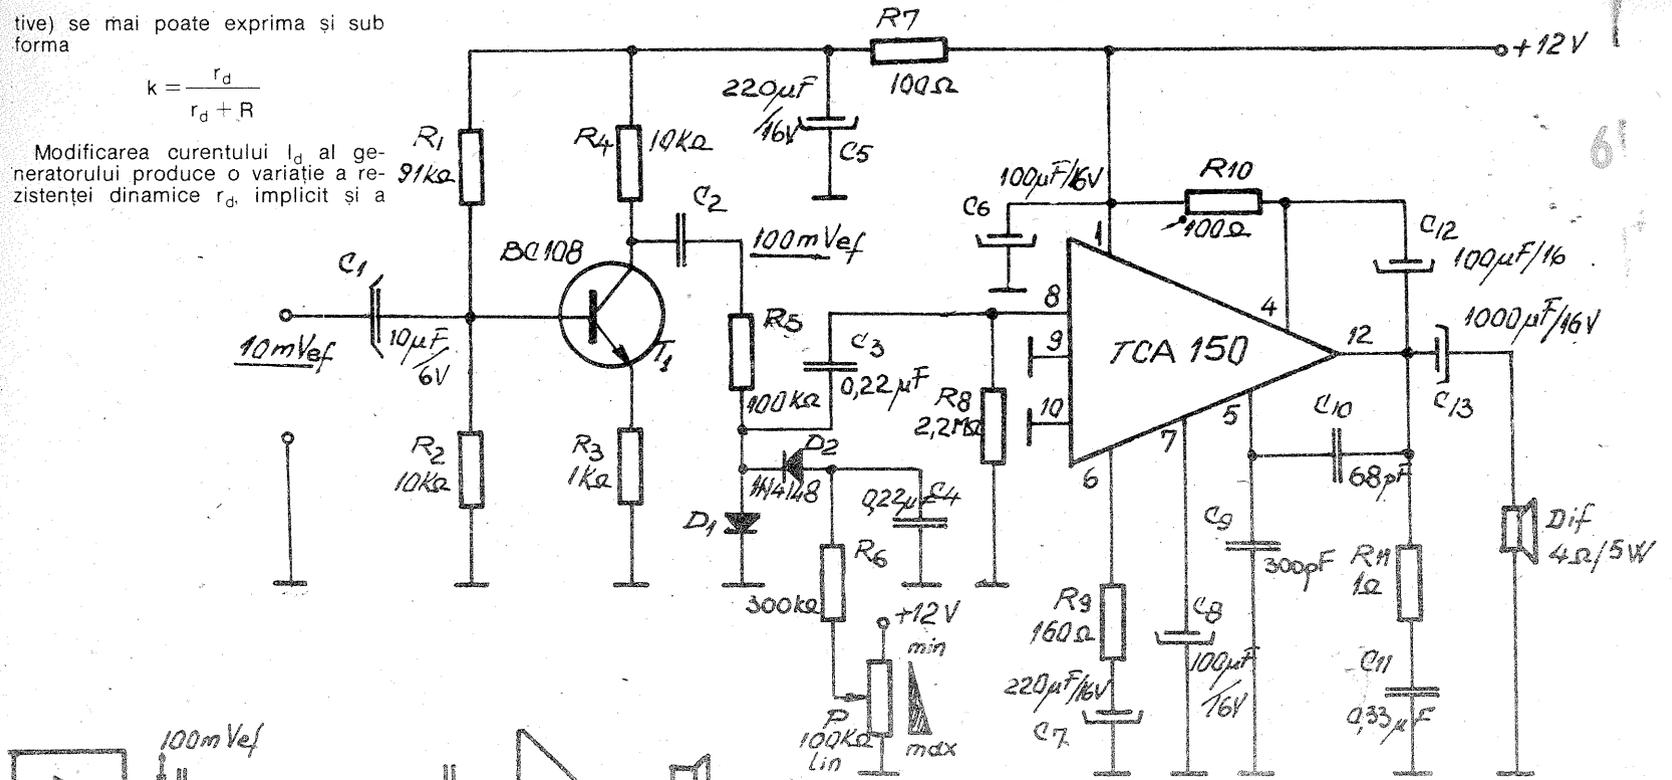 tive) se mai poate exprima și sub
forma
k = r_d / (r_d + R)
Modificarea curentului I_d al ge-
neratorului produce o variație a re-
zistenței dinamice r_d, implicit și a
R7
100Ω
+12V
220µF
/16V
C5
R1
91kΩ
R4
10kΩ
C2
100mVef
BC108
T1
C1
10µF
/6V
10mVef
R2
10kΩ
R3
1kΩ
R5
100kΩ
C3
0,22µF
D2
1N4148
D1
0,22µF C4
R6
300kΩ
+12V
min
max
P
100kΩ
lin
100µF/16V
C6
R10
100Ω
C12
100µF/16
1
8
9
10
4
12
TCA 150
5
7
6
1000µF/16V
C13
R8
2,2MΩ
C10
68pF
C9
300pF
R9
160Ω
220µF/16V
C7
C8
100µF
/16V
R11
1Ω
C11
0,33µF
Dif
4Ω/5W
100mVef
6